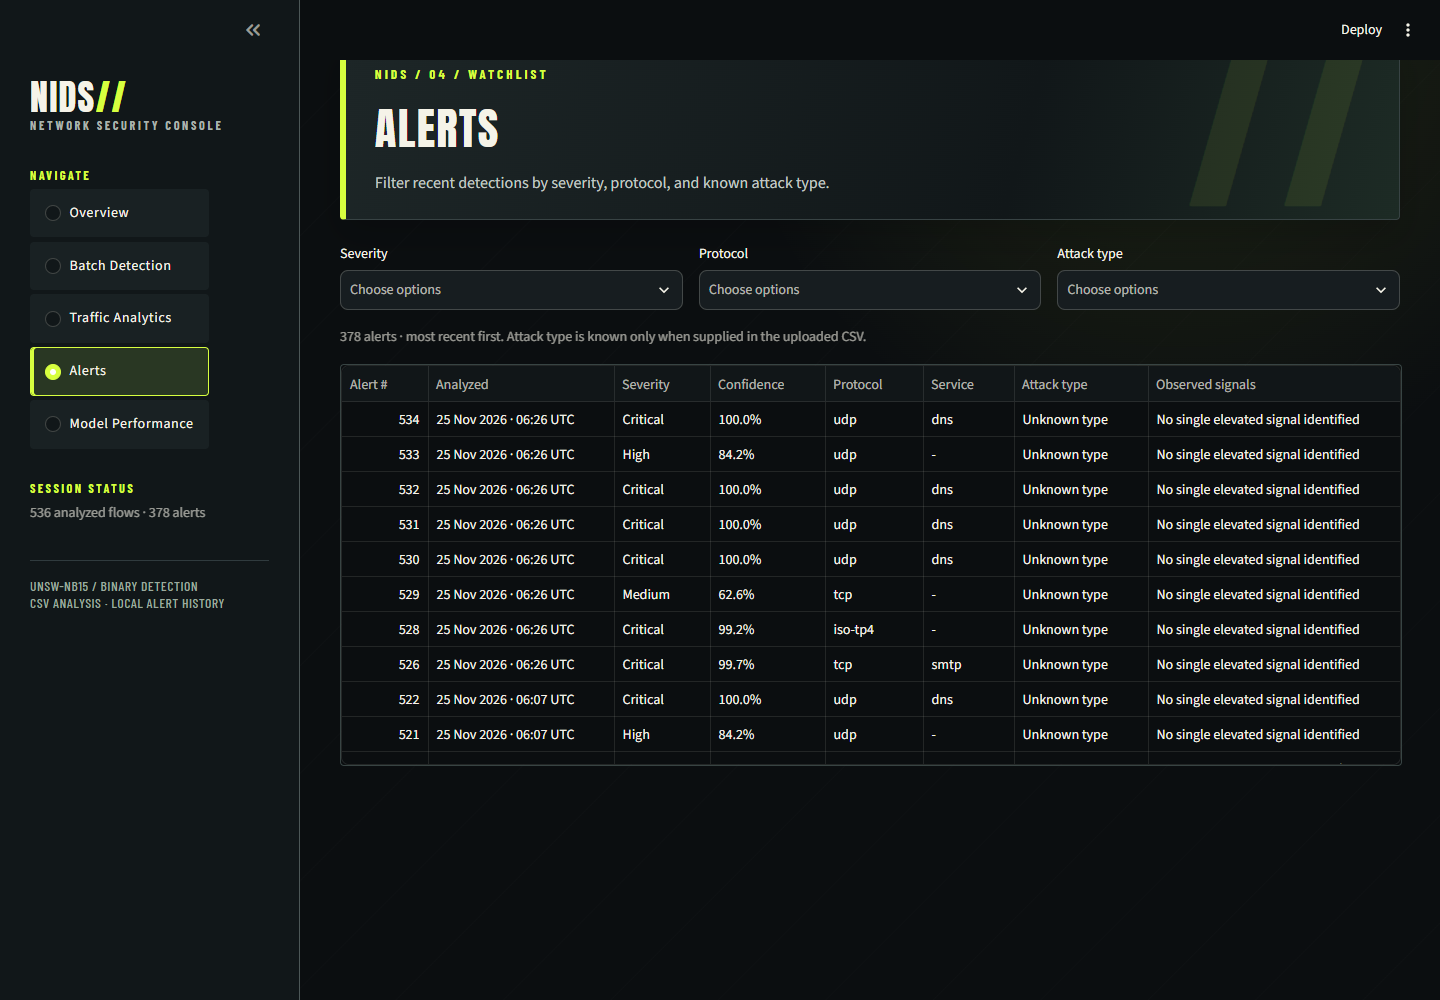 Deploy
NIDS//
NETWORK SECURITY CONSOLE
NAVIGATE
Overview
Batch Detection
Traffic Analytics
Alerts
Model Performance
SESSION STATUS
536 analyzed flows · 378 alerts
UNSW-NB15 / BINARY DETECTION
CSV ANALYSIS · LOCAL ALERT HISTORY
NIDS / 04 / WATCHLIST
ALERTS
Filter recent detections by severity, protocol, and known attack type.
Severity Protocol Attack type
Choose options Choose options Choose options
378 alerts · most recent first. Attack type is known only when supplied in the uploaded CSV.
Alert # Analyzed Severity Confidence Protocol Service Attack type Observed signals
534 25 Nov 2026 · 06:26 UTC Critical 100.0% udp dns Unknown type No single elevated signal identified
533 25 Nov 2026 · 06:26 UTC High 84.2% udp - Unknown type No single elevated signal identified
532 25 Nov 2026 · 06:26 UTC Critical 100.0% udp dns Unknown type No single elevated signal identified
531 25 Nov 2026 · 06:26 UTC Critical 100.0% udp dns Unknown type No single elevated signal identified
530 25 Nov 2026 · 06:26 UTC Critical 100.0% udp dns Unknown type No single elevated signal identified
529 25 Nov 2026 · 06:26 UTC Medium 62.6% tcp - Unknown type No single elevated signal identified
528 25 Nov 2026 · 06:26 UTC Critical 99.2% iso-tp4 - Unknown type No single elevated signal identified
526 25 Nov 2026 · 06:26 UTC Critical 99.7% tcp smtp Unknown type No single elevated signal identified
522 25 Nov 2026 · 06:07 UTC Critical 100.0% udp dns Unknown type No single elevated signal identified
521 25 Nov 2026 · 06:07 UTC High 84.2% udp - Unknown type No single elevated signal identified